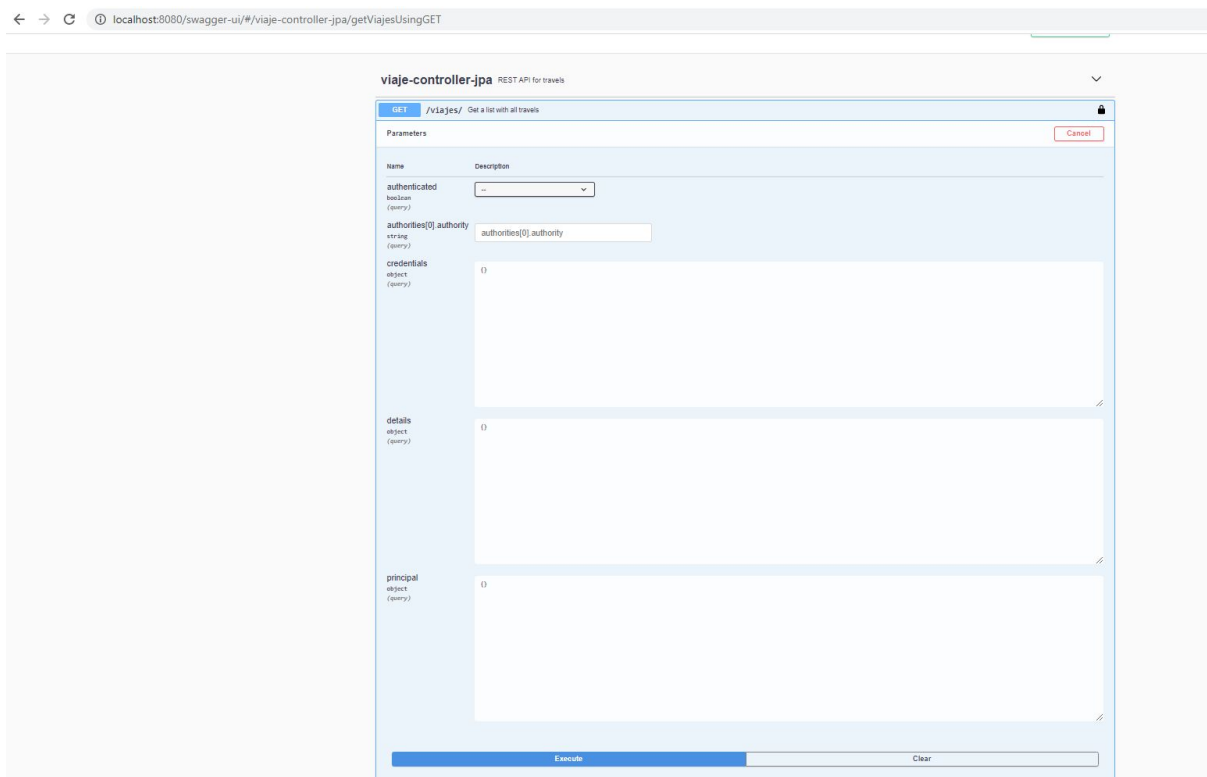 localhost:8080/swagger-ui/#/viaje-controller-jpa/getViajesUsingGET
viaje-controller-jpa REST API for travels
GET /viajes/ Get a list with all travels
Parameters
Cancel
Name Description
authenticated
boolean
(query)
--
authorities[0].authority
string
(query)
authorities[0].authority
credentials
object
(query)
{}
details
object
(query)
{}
principal
object
(query)
{}
Execute Clear